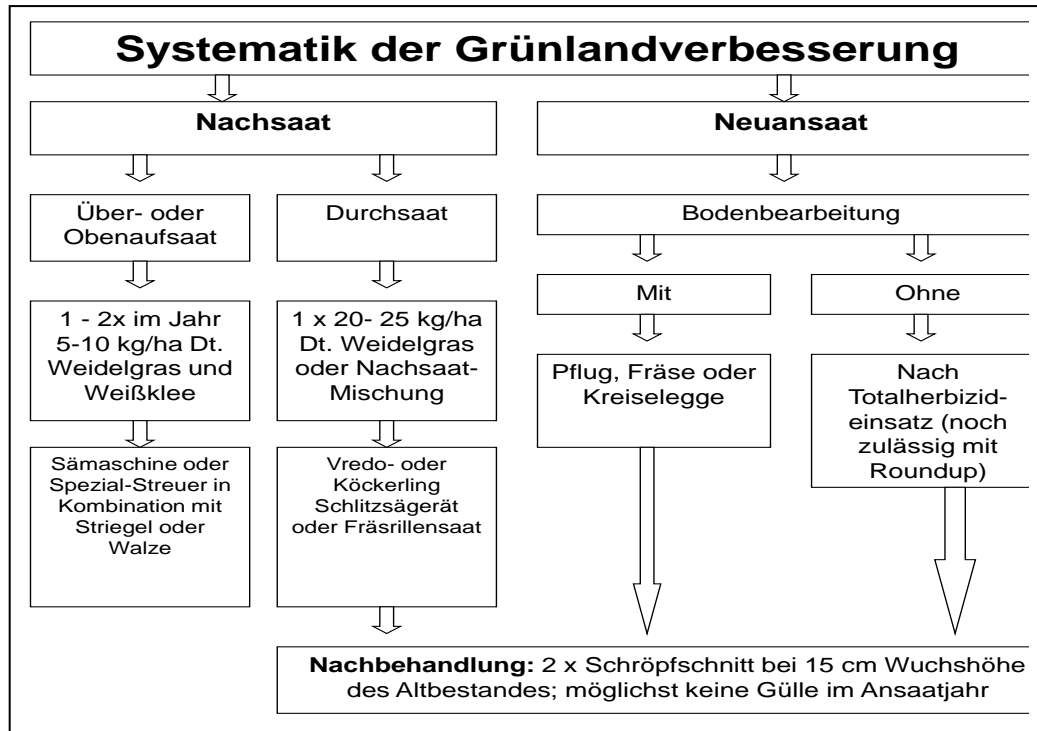 Systematik der Grünlandverbesserung
Nachsaat
Neuansaat
Über- oder
Obenaufsaat
Durchsaat
Bodenbearbeitung
Mit
Ohne
1 - 2x im Jahr
5-10 kg/ha Dt.
Weidelgras und
Weißklee
1 x 20- 25 kg/ha
Dt. Weidelgras
oder Nachsaat-
Mischung
Pflug, Fräse oder
Kreiselegge
Nach
Totalherbizid-
einsatz (noch
zulässig mit
Roundup)
Sämaschine oder
Spezial-Streuer in
Kombination mit
Striegel oder
Walze
Vredo- oder
Köckerling
Schlitzsägerät
oder Fräsrillensaat
Nachbehandlung: 2 x Schröpfschnitt bei 15 cm Wuchshöhe
des Altbestandes; möglichst keine Gülle im Ansaatjahr